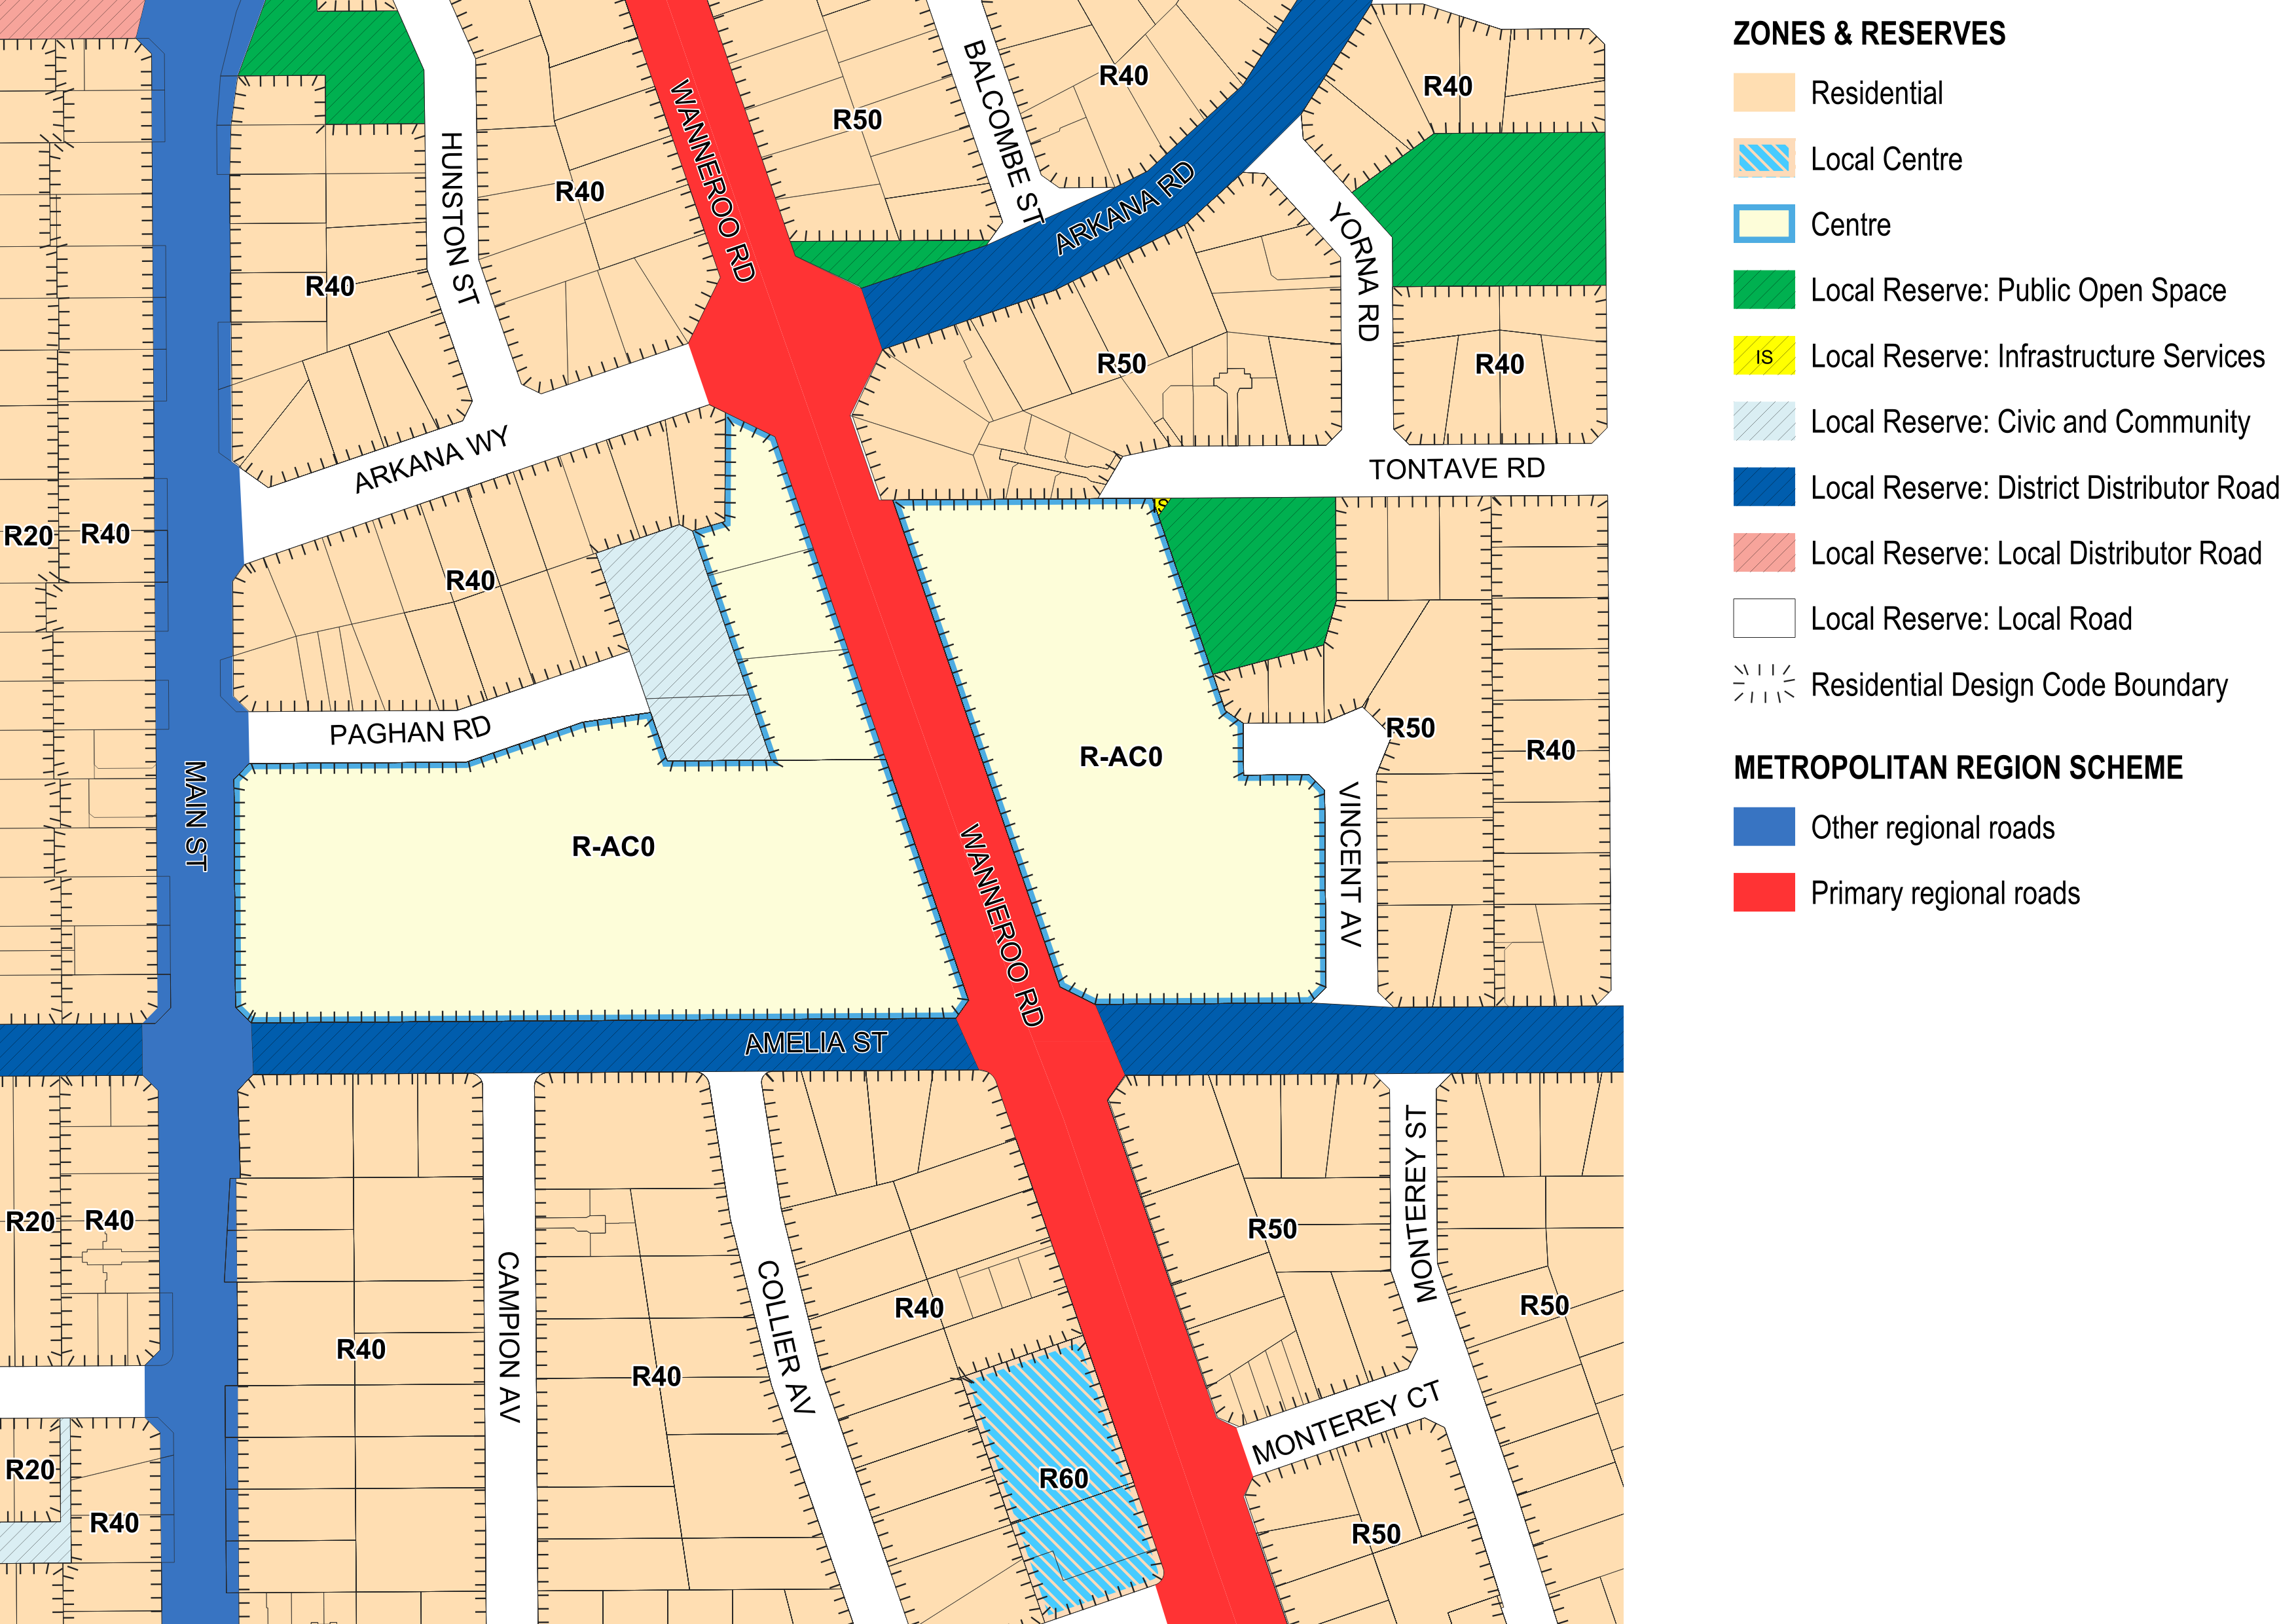 WANNEROO RD
BALCOMBE ST
R40
R40
R50
HUNSTON ST
R40
ARKANA RD
YORNA RD
R40
R50
R40
ARKANA WY
TONTAVE RD
R20
R40
IS
R40
PAGHAN RD
R50
R40
R-AC0
MAIN ST
VINCENT AV
R-AC0
WANNEROO RD
AMELIA ST
MONTEREY ST
R20
R40
R50
CAMPION AV
COLLIER AV
R40
R50
R40
R40
MONTEREY CT
R20
R60
R40
R50
ZONES & RESERVES
Residential
Local Centre
Centre
Local Reserve: Public Open Space
IS
Local Reserve: Infrastructure Services
Local Reserve: Civic and Community
Local Reserve: District Distributor Road
Local Reserve: Local Distributor Road
Local Reserve: Local Road
Residential Design Code Boundary
METROPOLITAN REGION SCHEME
Other regional roads
Primary regional roads